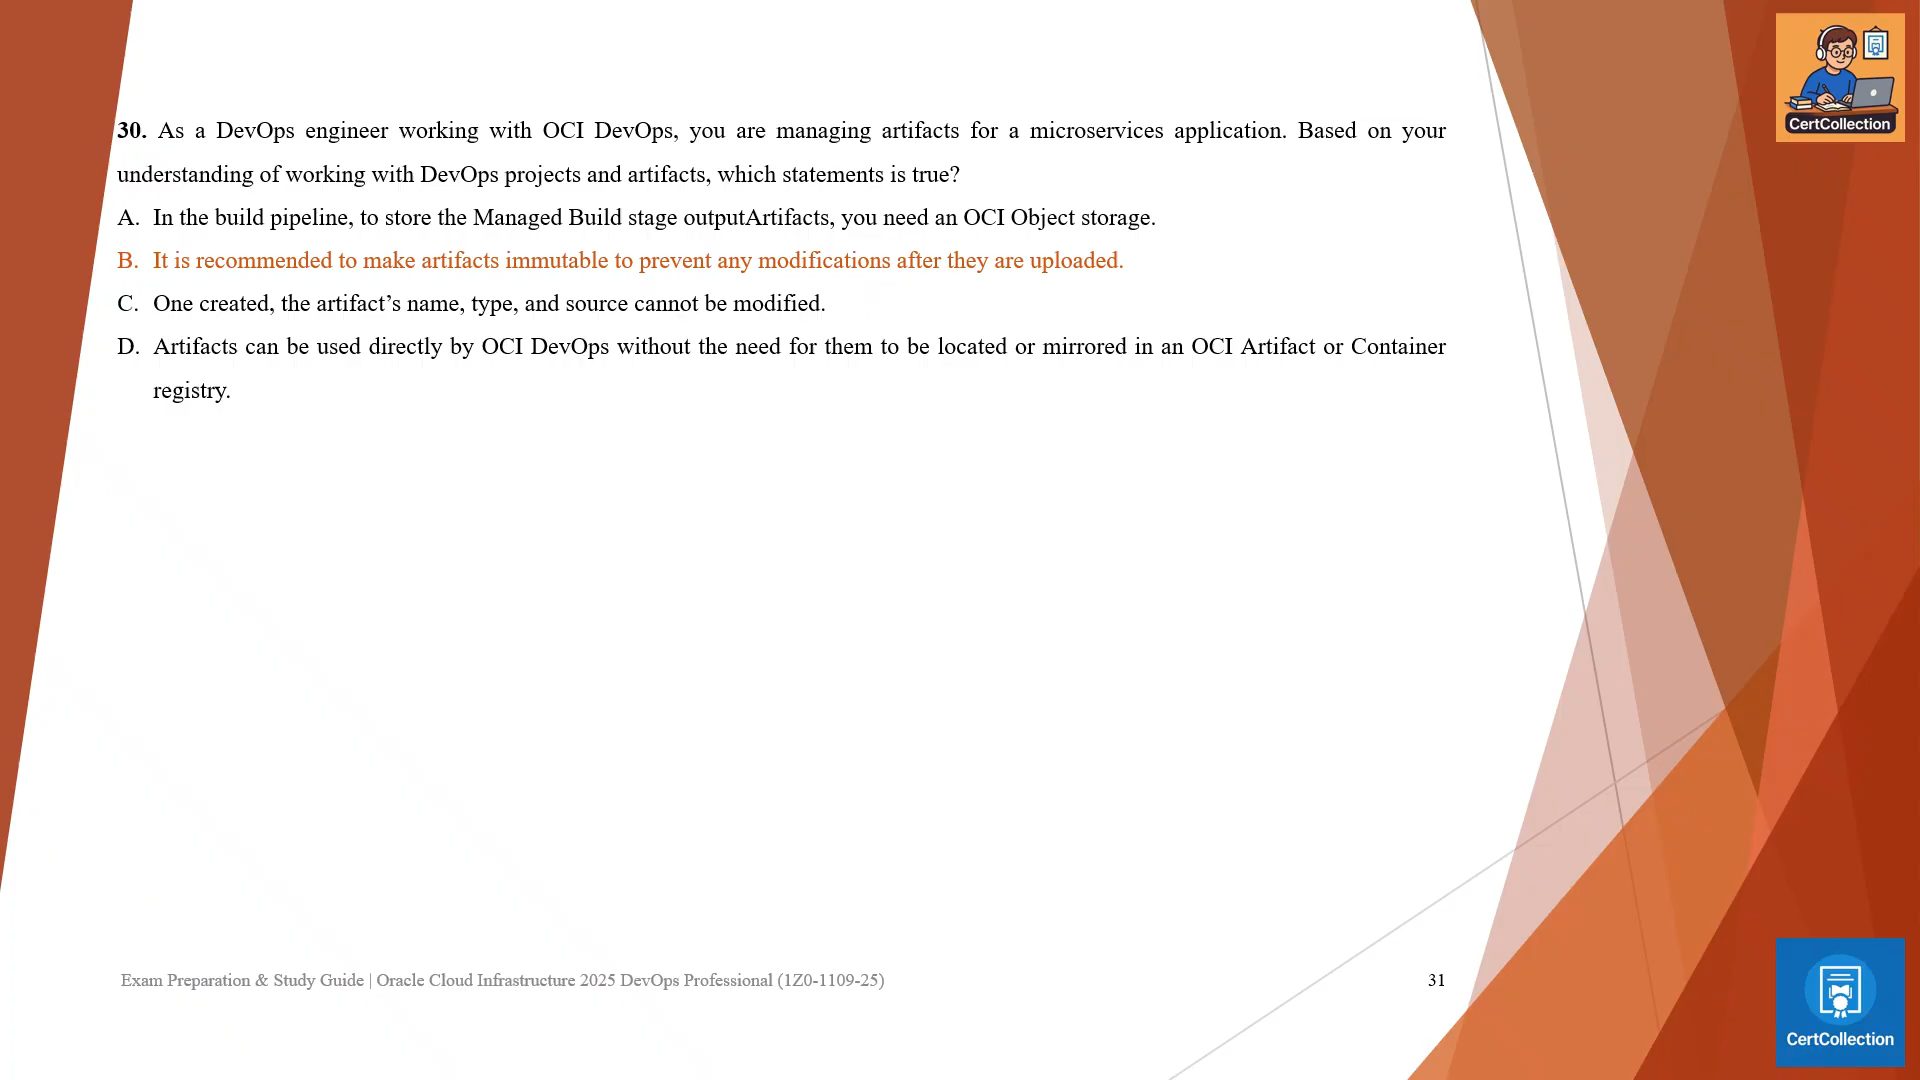 CertCollection
30. As a DevOps engineer working with OCI DevOps, you are managing artifacts for a microservices application. Based on your
understanding of working with DevOps projects and artifacts, which statements is true?
A. In the build pipeline, to store the Managed Build stage outputArtifacts, you need an OCI Object storage.
B. It is recommended to make artifacts immutable to prevent any modifications after they are uploaded.
C. One created, the artifact’s name, type, and source cannot be modified.
D. Artifacts can be used directly by OCI DevOps without the need for them to be located or mirrored in an OCI Artifact or Container
registry.
Exam Preparation & Study Guide | Oracle Cloud Infrastructure 2025 DevOps Professional (1Z0-1109-25)
31
CertCollection